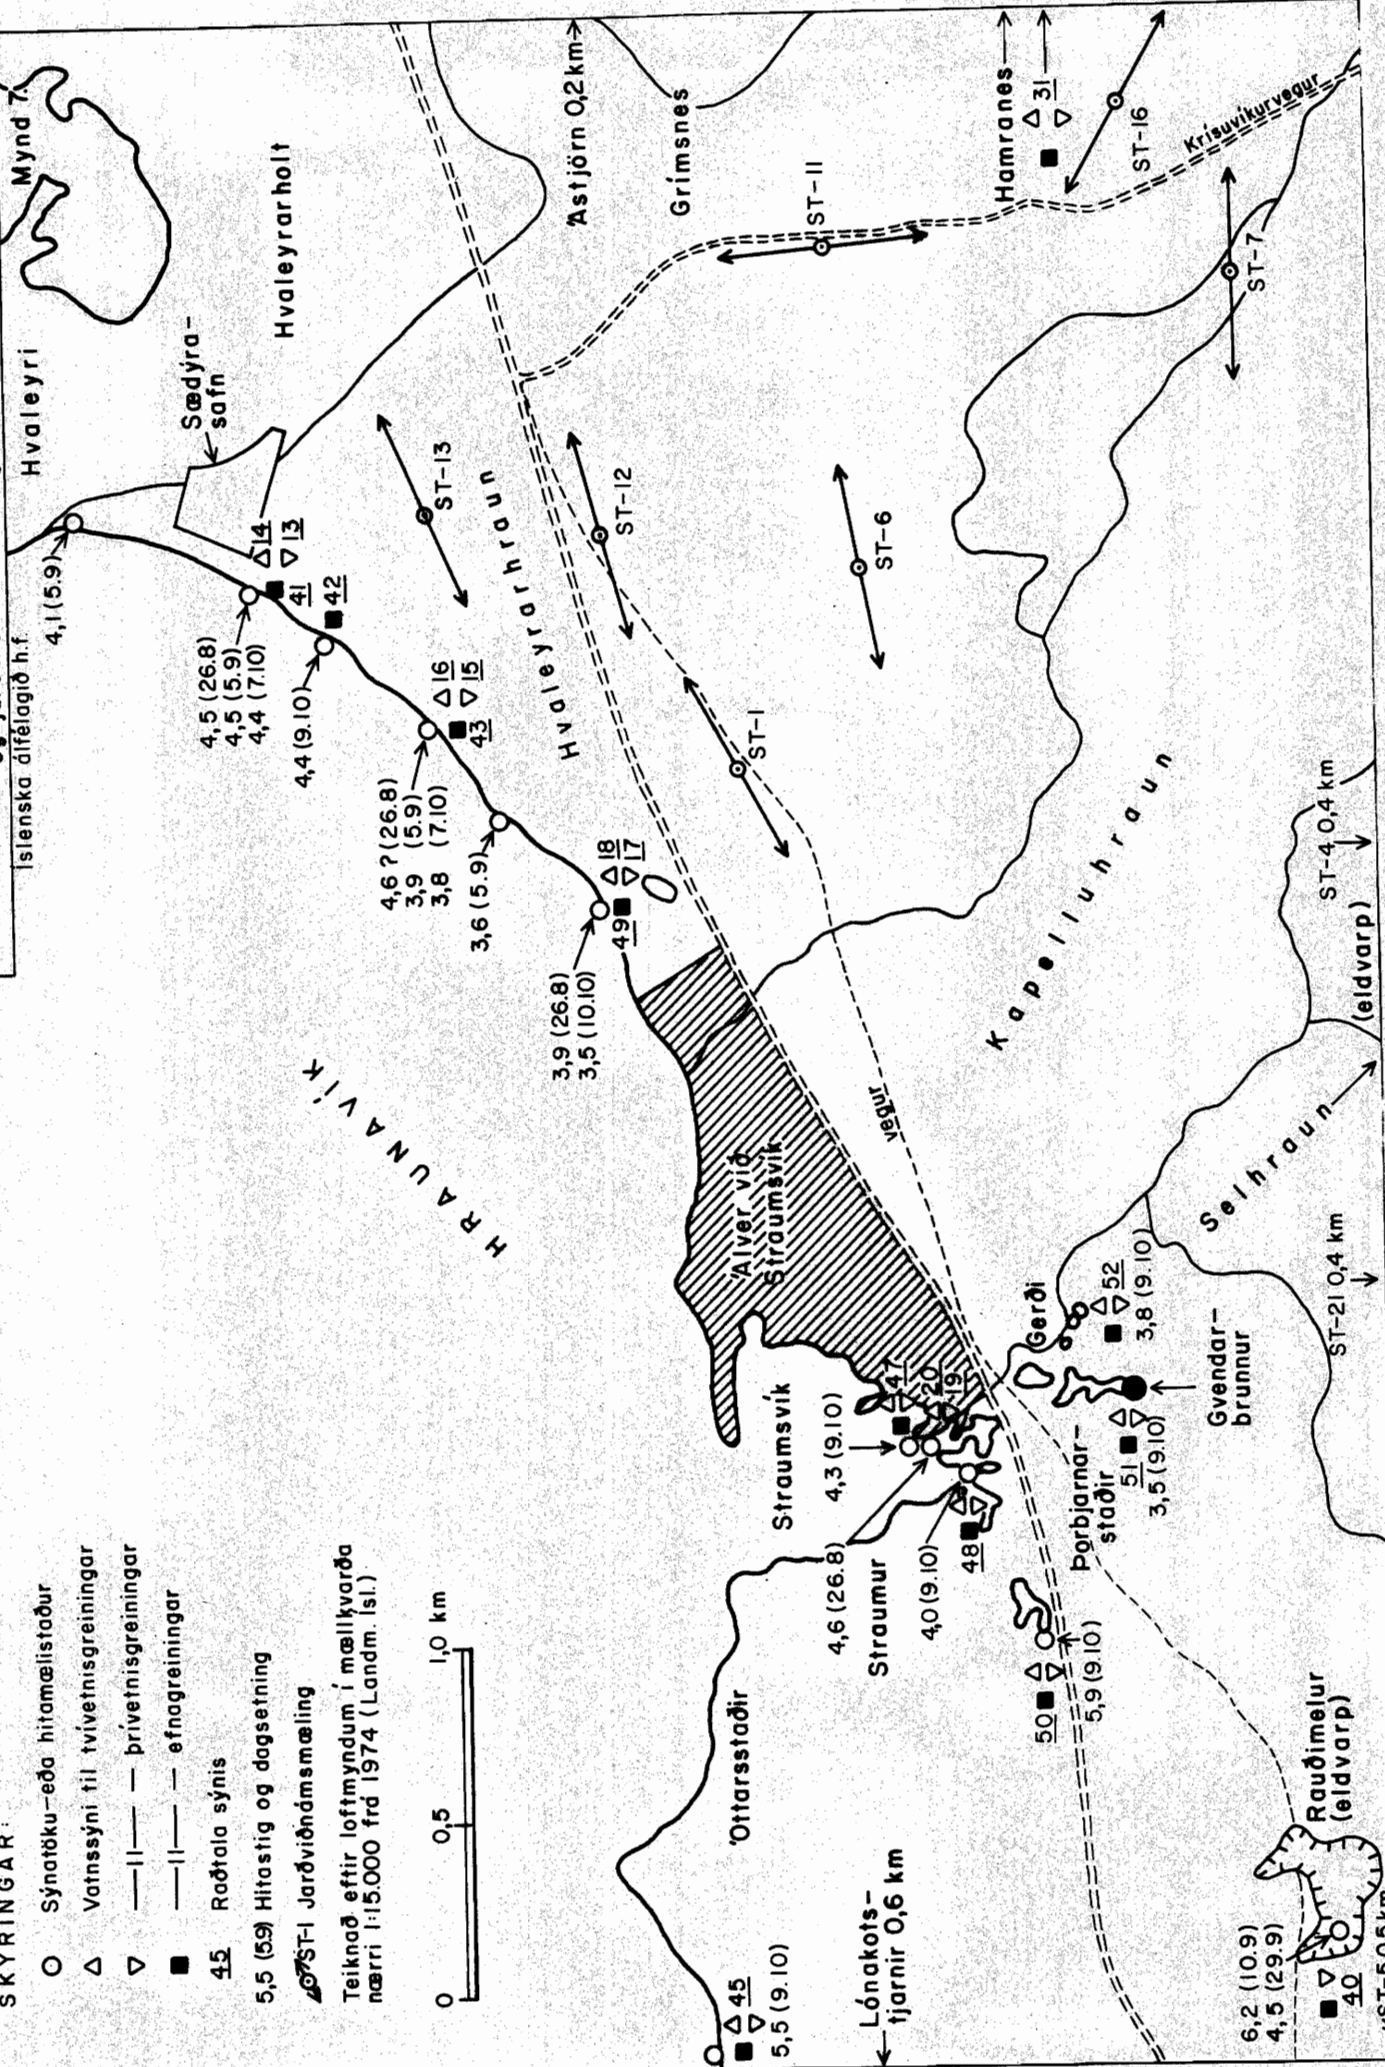 SKÝRINGAR:
Sýnatöku-eða hitamælistaður
Vatnssýni til tvívetnisgreiningar
—II— þrívetnisgreiningar
—II— efnagreiningar
45 Raðtala sýnis
5,5 (5.9) Hitastig og dagsetning
ST-1 Jarðviðnámsmæling
Teiknað eftir loftmyndum í mælikvarða
nærri 1:15.000 frá 1974 (Landm. Ísl.)
0
0,5
1,0 km
Íslenska álfélagið h.f.
Mynd 7.
Hvaleyri
4,1 (5.9)
Sædýra-
safn
Hvaleyrarholt
14
13
41
42
4,5 (26.8)
4,5 (5.9)
4,4 (7.10)
4,4 (9.10)
16
15
43
4,6 ? (26.8)
3,9 (5.9)
3,8 (7.10)
3,6 (5.9)
18
17
49
3,9 (26.8)
3,5 (10.10)
HRAUNAVÍK
ST-13
Hvaleyrarhraun
ST-12
ST-1
ST-6
Ástjörn 0,2 km
Grímsnes
ST-11
Hamranes
31
ST-16
Krísuvíkurvegur
ST-7
Kapelluhraun
vegur
Álver við
Straumsvík
Straumsvík
4,3 (9.10)
47
20
19
4,6 (26.8)
Straumur
4,0 (9.10)
48
Gerði
52
3,8 (9.10)
Gvendar-
brunnur
51
3,5 (9.10)
Þorbjarnar-
staðir
Selhraun
ST-21 0,4 km
ST-4 0,4 km
(eldvarp)
50
5,9 (9.10)
Óttarsstaðir
45
5,5 (9.10)
Lónakots-
tjarnir 0,6 km
Rauðimelur
(eldvarp)
6,2 (10.9)
4,5 (29.9)
40
ST-5 0,5 km